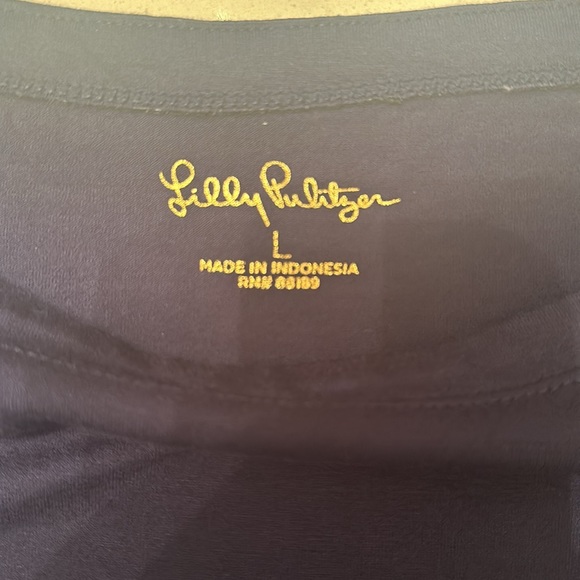 Lilly Pulitzer
L
MADE IN INDONESIA
RN# 88189